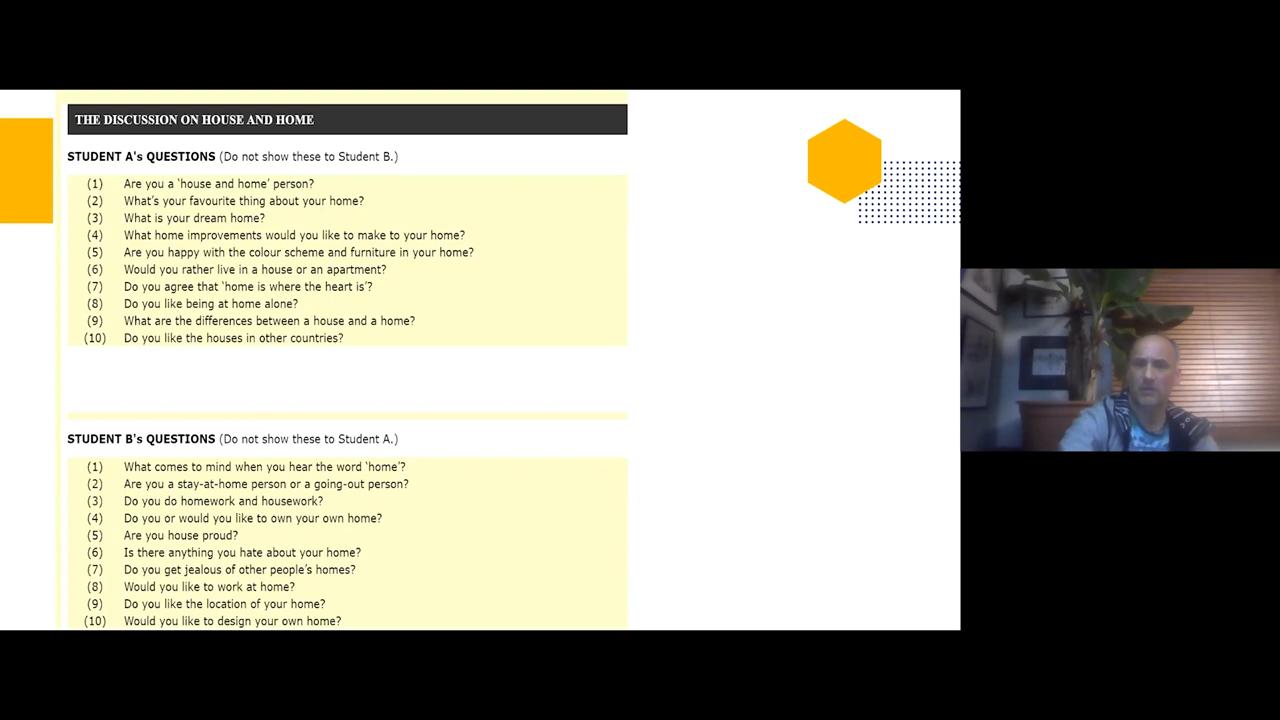 THE DISCUSSION ON HOUSE AND HOME
STUDENT A's QUESTIONS (Do not show these to Student B.)
(1) Are you a ‘house and home’ person?
(2) What’s your favourite thing about your home?
(3) What is your dream home?
(4) What home improvements would you like to make to your home?
(5) Are you happy with the colour scheme and furniture in your home?
(6) Would you rather live in a house or an apartment?
(7) Do you agree that ‘home is where the heart is’?
(8) Do you like being at home alone?
(9) What are the differences between a house and a home?
(10) Do you like the houses in other countries?
STUDENT B's QUESTIONS (Do not show these to Student A.)
(1) What comes to mind when you hear the word ‘home’?
(2) Are you a stay-at-home person or a going-out person?
(3) Do you do homework and housework?
(4) Do you or would you like to own your own home?
(5) Are you house proud?
(6) Is there anything you hate about your home?
(7) Do you get jealous of other people’s homes?
(8) Would you like to work at home?
(9) Do you like the location of your home?
(10) Would you like to design your own home?